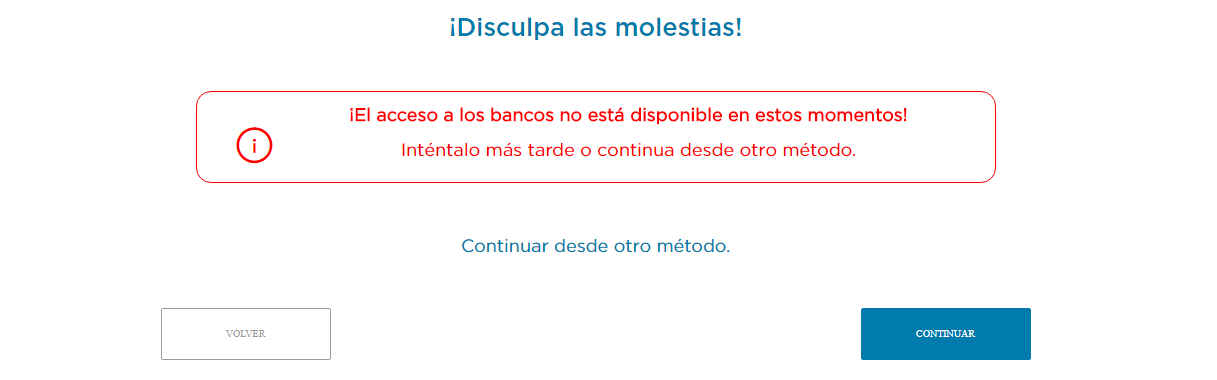 ¡Disculpa las molestias!
¡El acceso a los bancos no está disponible en estos momentos!
Inténtalo más tarde o continua desde otro método.
Continuar desde otro método.
VOLVER
CONTINUAR